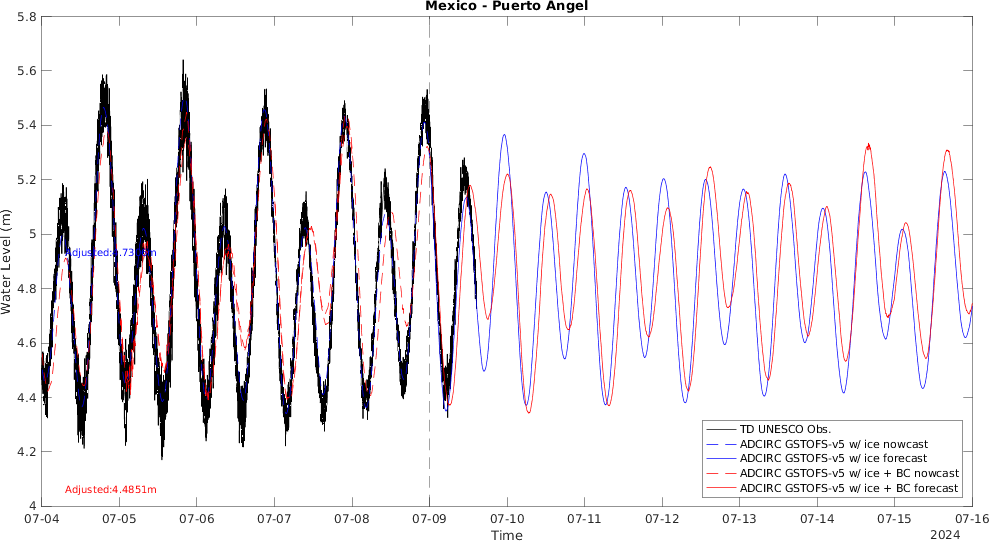 Mexico - Puerto Angel
5.8
5.6
5.4
5.2
5
4.8
4.6
4.4
4.2
4
Water Level (m)
Adjusted:4.4851m
TD UNESCO Obs.
ADCIRC GSTOFS-v5 w/ ice nowcast
ADCIRC GSTOFS-v5 w/ ice forecast
ADCIRC GSTOFS-v5 w/ ice + BC nowcast
ADCIRC GSTOFS-v5 w/ ice + BC forecast
07-04 07-05 07-06 07-07 07-08 07-09 07-10 07-11 07-12 07-13 07-14 07-15 07-16
Time
2024